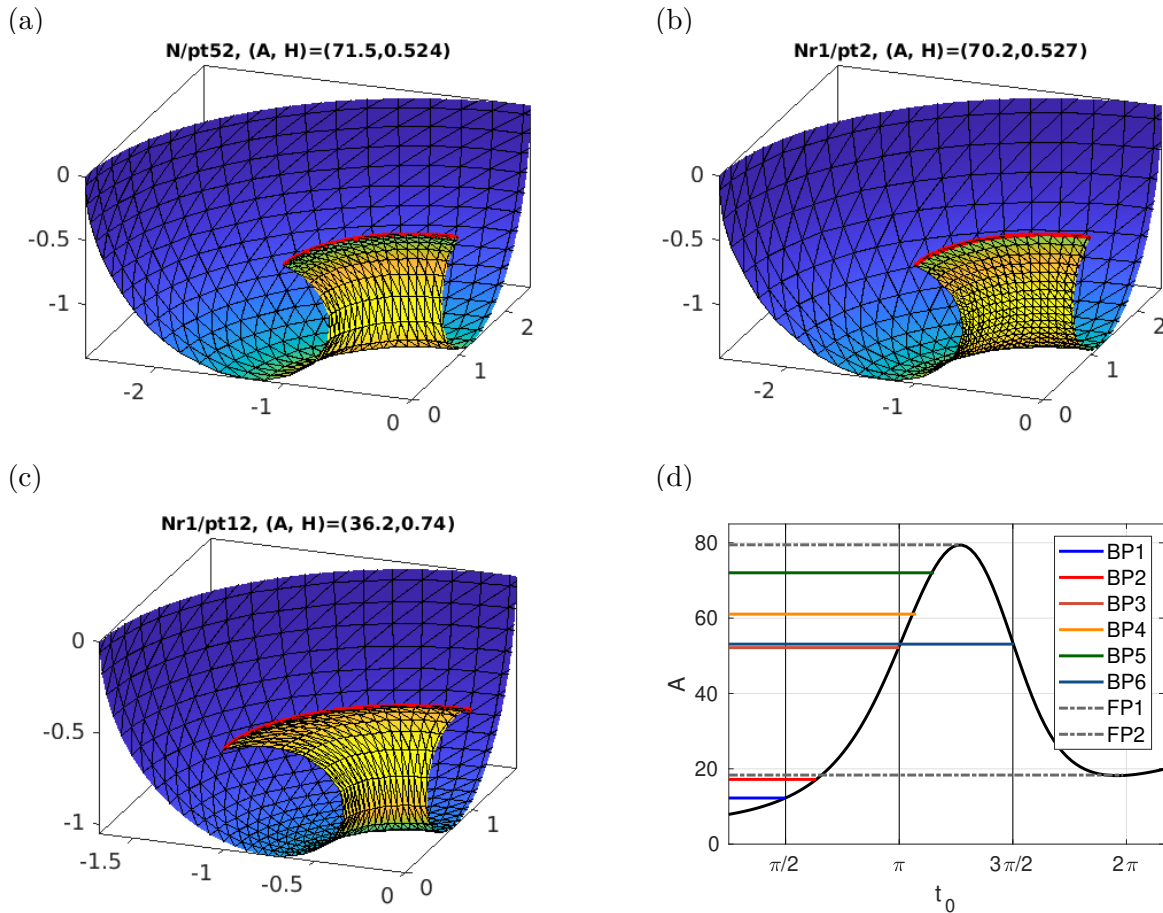 (a)
N/pt52, (A, H)=(71.5,0.524)
0
-0.5
-1
-2
-1
0
0
1
2
(b)
Nr1/pt2, (A, H)=(70.2,0.527)
0
-0.5
-1
-2
-1
0
0
1
2
(c)
Nr1/pt12, (A, H)=(36.2,0.74)
0
-0.5
-1
-1.5
-1
-0.5
0
0
1
(d)
A
80
60
40
20
0
π/2
π
3π/2
2π
t_0
BP1
BP2
BP3
BP4
BP5
BP6
FP1
FP2